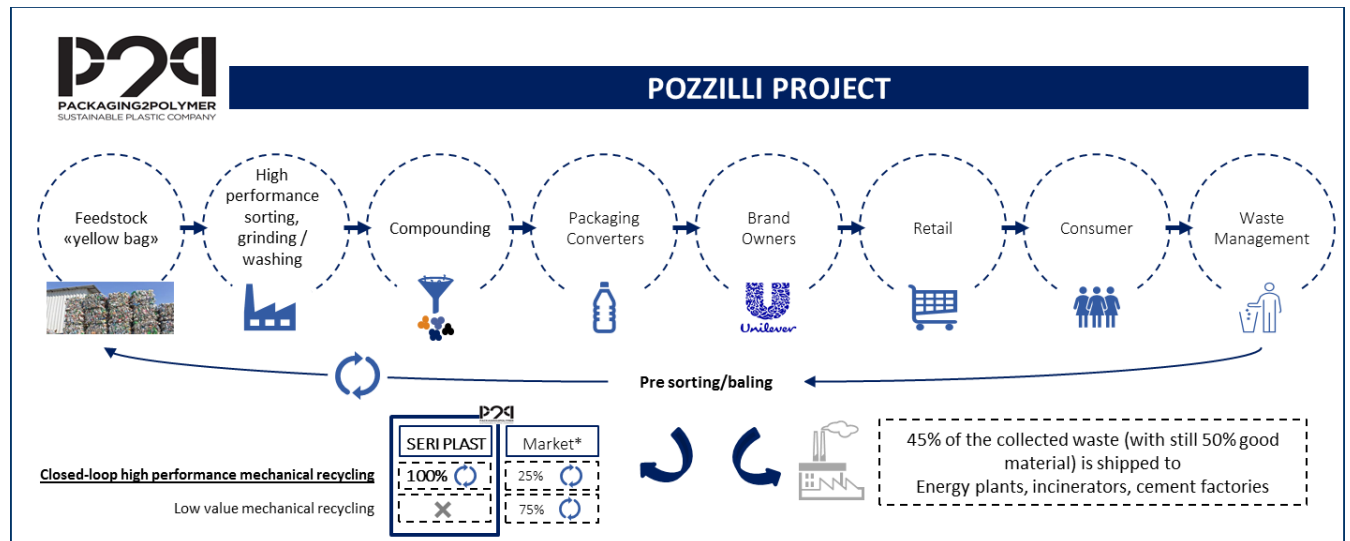 P2P
PACKAGING2POLYMER
SUSTAINABLE PLASTIC COMPANY
POZZILLI PROJECT
Feedstock
«yellow bag»
High
performance
sorting,
grinding /
washing
Compounding
Packaging
Converters
Brand
Owners
Retail
Consumer
Waste
Management
Unilever
Pre sorting/baling
P2P
SERI PLAST
Market*
Closed-loop high performance mechanical recycling
100%
25%
Low value mechanical recycling
75%
45% of the collected waste (with still 50% good
material) is shipped to
Energy plants, incinerators, cement factories